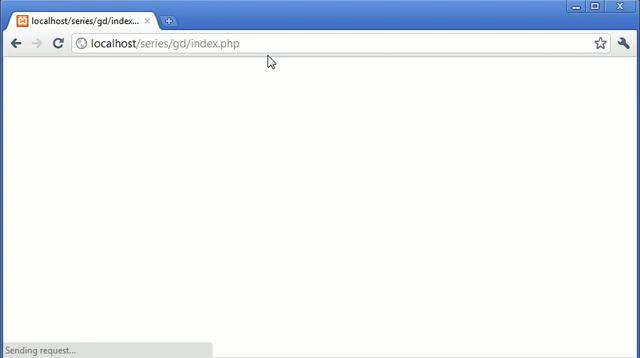 localhost/series/gd/index...
localhost/series/gd/index.php
Sending request...